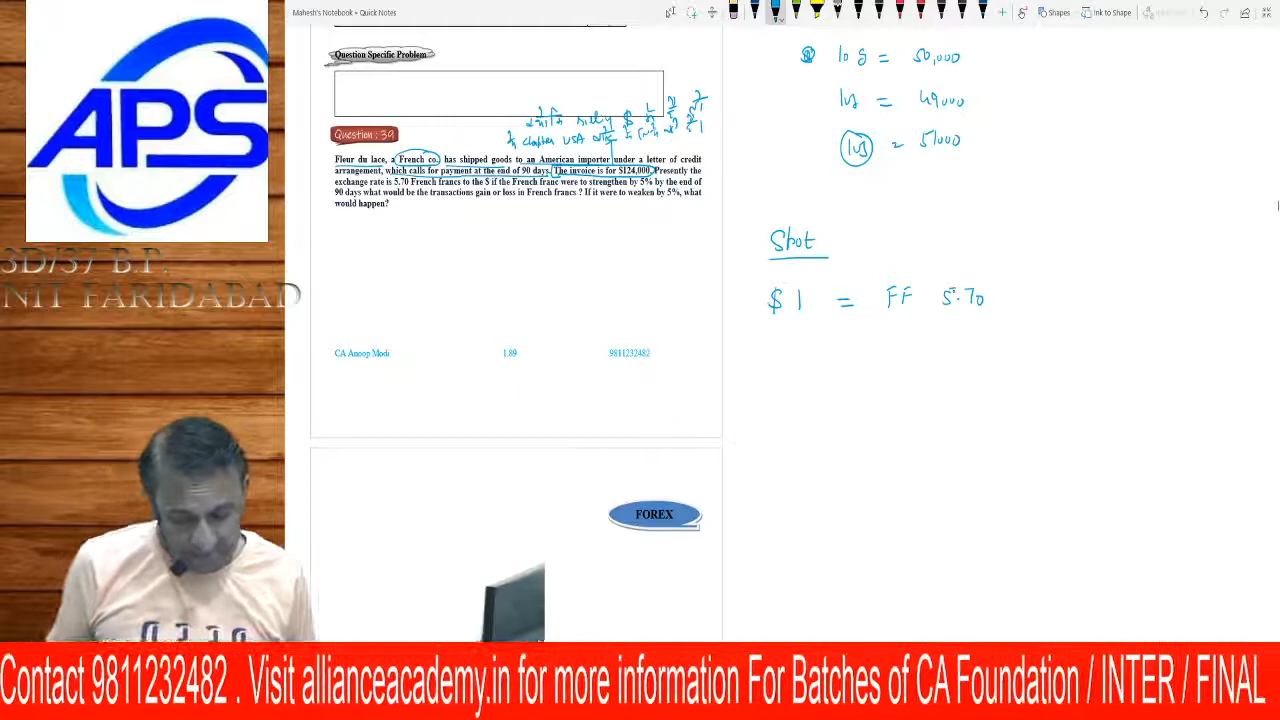 Mahesh's Notebook » Quick Notes
Shapes
Ink to Shape
APS
3D/37 B.P.
NIT FARIDABAD
Question Specific Problem
Question : 39
Fleur du lace, a French co. has shipped goods to an American importer under a letter of credit
arrangement, which calls for payment at the end of 90 days. The invoice is for $124,000. Presently the
exchange rate is 5.70 French francs to the $ if the French franc were to strengthen by 5% by the end of
90 days what would be the transactions gain or loss in French francs ? If it were to weaken by 5%, what
would happen?
CA Anoop Modi
1.89
9811232482
FOREX
10 g = 50,000
= 49000
= 51000
Spot
$ 1 = FF 5.70
Contact 9811232482 . Visit allianceacademy.in for more information For Batches of CA Foundation / INTER / FINAL